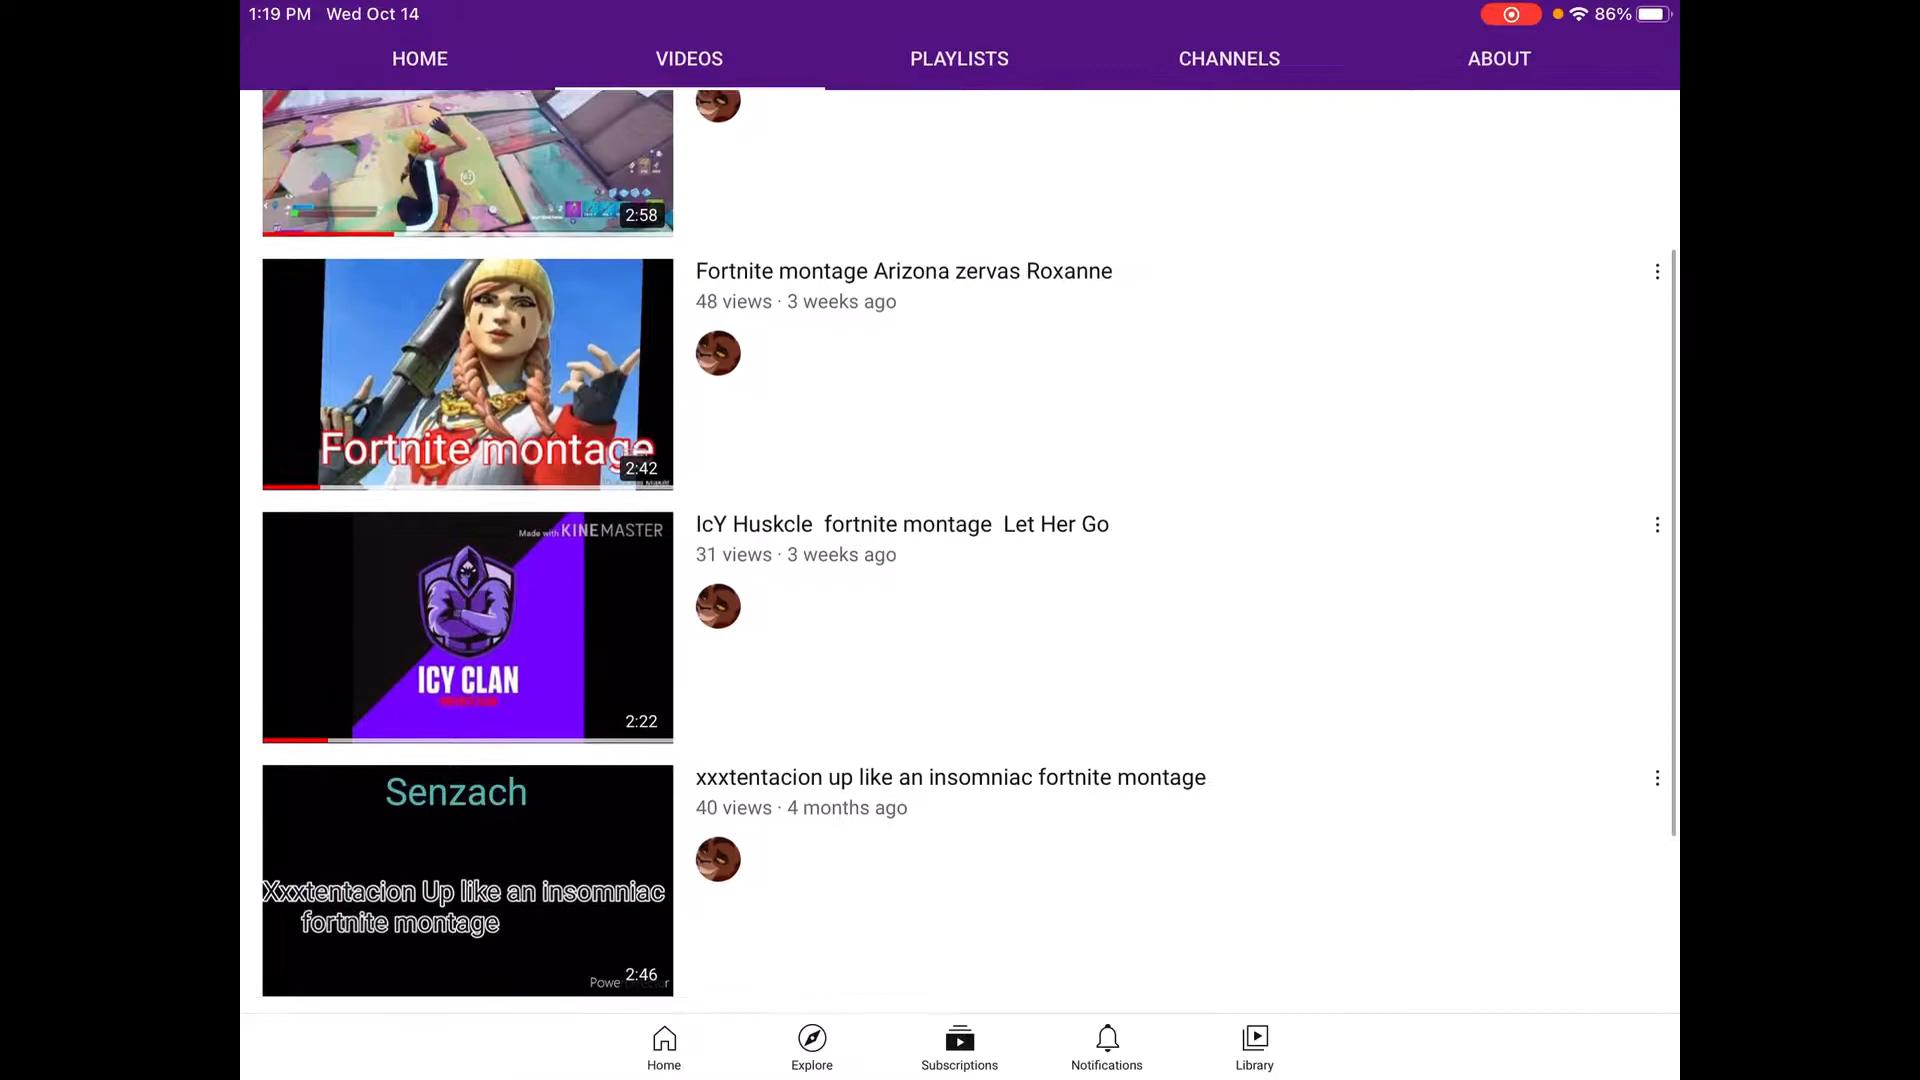 1:19 PM Wed Oct 14
86%
HOME VIDEOS PLAYLISTS CHANNELS ABOUT
2:58
Fortnite montage Arizona zervas Roxanne
48 views · 3 weeks ago
Fortnite montage
2:42
Made with KINEMASTER
IcY Huskcle  fortnite montage  Let Her Go
31 views · 3 weeks ago
ICY CLAN
2:22
Senzach
xxxtentacion up like an insomniac fortnite montage
40 views · 4 months ago
Xxxtentacion Up like an insomniac
fortnite montage
2:46
Home Explore Subscriptions Notifications Library